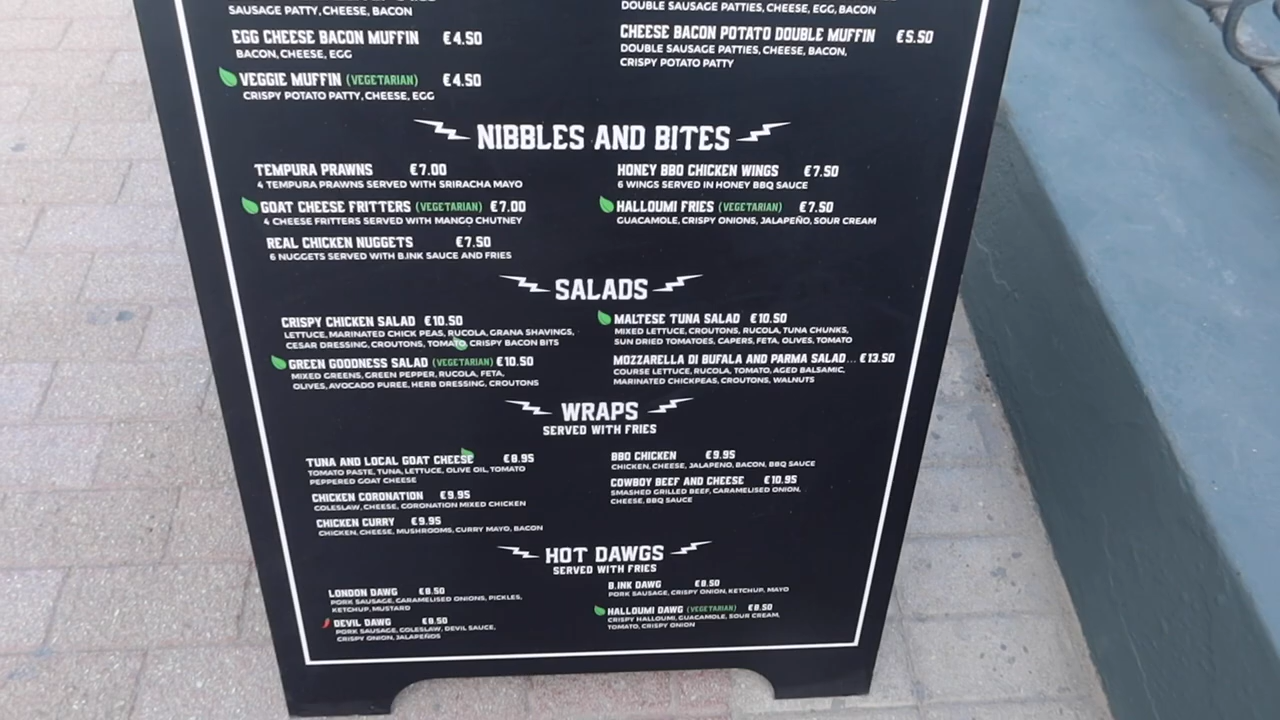 SAUSAGE PATTY, CHEESE, BACON
EGG CHEESE BACON MUFFIN €4.50
BACON, CHEESE, EGG
VEGGIE MUFFIN (VEGETARIAN) €4.50
CRISPY POTATO PATTY, CHEESE, EGG
DOUBLE SAUSAGE PATTIES, CHEESE, EGG, BACON
CHEESE BACON POTATO DOUBLE MUFFIN €5.50
DOUBLE SAUSAGE PATTIES, CHEESE, BACON,
CRISPY POTATO PATTY
NIBBLES AND BITES
TEMPURA PRAWNS €7.00
4 TEMPURA PRAWNS SERVED WITH SRIRACHA MAYO
GOAT CHEESE FRITTERS (VEGETARIAN) €7.00
4 CHEESE FRITTERS SERVED WITH MANGO CHUTNEY
REAL CHICKEN NUGGETS €7.50
6 NUGGETS SERVED WITH B.INK SAUCE AND FRIES
HONEY BBQ CHICKEN WINGS €7.50
6 WINGS SERVED IN HONEY BBQ SAUCE
HALLOUMI FRIES (VEGETARIAN) €7.50
GUACAMOLE, CRISPY ONIONS, JALAPEÑO, SOUR CREAM
SALADS
CRISPY CHICKEN SALAD €10.50
LETTUCE, MARINATED CHICK PEAS, RUCOLA, GRANA SHAVINGS,
CESAR DRESSING, CROUTONS, TOMATO CRISPY BACON BITS
GREEN GOODNESS SALAD (VEGETARIAN) €10.50
MIXED GREENS, GREEN PEPPER, RUCOLA, FETA,
OLIVES, AVOCADO PUREE, HERB DRESSING, CROUTONS
MALTESE TUNA SALAD €10.50
MIXED LETTUCE, CROUTONS, RUCOLA, TUNA CHUNKS,
SUN DRIED TOMATOES, CAPERS, FETA, OLIVES, TOMATO
MOZZARELLA DI BUFALA AND PARMA SALAD... €13.50
COURSE LETTUCE, RUCOLA, TOMATO, AGED BALSAMIC,
MARINATED CHICKPEAS, CROUTONS, WALNUTS
WRAPS
SERVED WITH FRIES
TUNA AND LOCAL GOAT CHEESE €8.95
TOMATO PASTE, TUNA, LETTUCE, OLIVE OIL, TOMATO
PEPPERED GOAT CHEESE
CHICKEN CORONATION €9.95
COLESLAW, CHEESE, CORONATION MIXED CHICKEN
CHICKEN CURRY €9.95
CHICKEN, CHEESE, MUSHROOMS, CURRY MAYO, BACON
BBQ CHICKEN €9.95
CHICKEN, CHEESE, JALAPENO, BACON, BBQ SAUCE
COWBOY BEEF AND CHEESE €10.95
SMASHED GRILLED BEEF, CARAMELISED ONION,
CHEESE, BBQ SAUCE
HOT DAWGS
SERVED WITH FRIES
LONDON DAWG €8.50
PORK SAUSAGE, CARAMELISED ONIONS, PICKLES,
KETCHUP, MUSTARD
DEVIL DAWG €8.50
PORK SAUSAGE, COLESLAW, DEVIL SAUCE,
CRISPY ONION, JALAPEÑOS
B.INK DAWG €8.50
PORK SAUSAGE, CRISPY ONION, KETCHUP, MAYO
HALLOUMI DAWG (VEGETARIAN) €8.50
CRISPY HALLOUMI, GUACAMOLE, SOUR CREAM,
TOMATO, CRISPY ONION